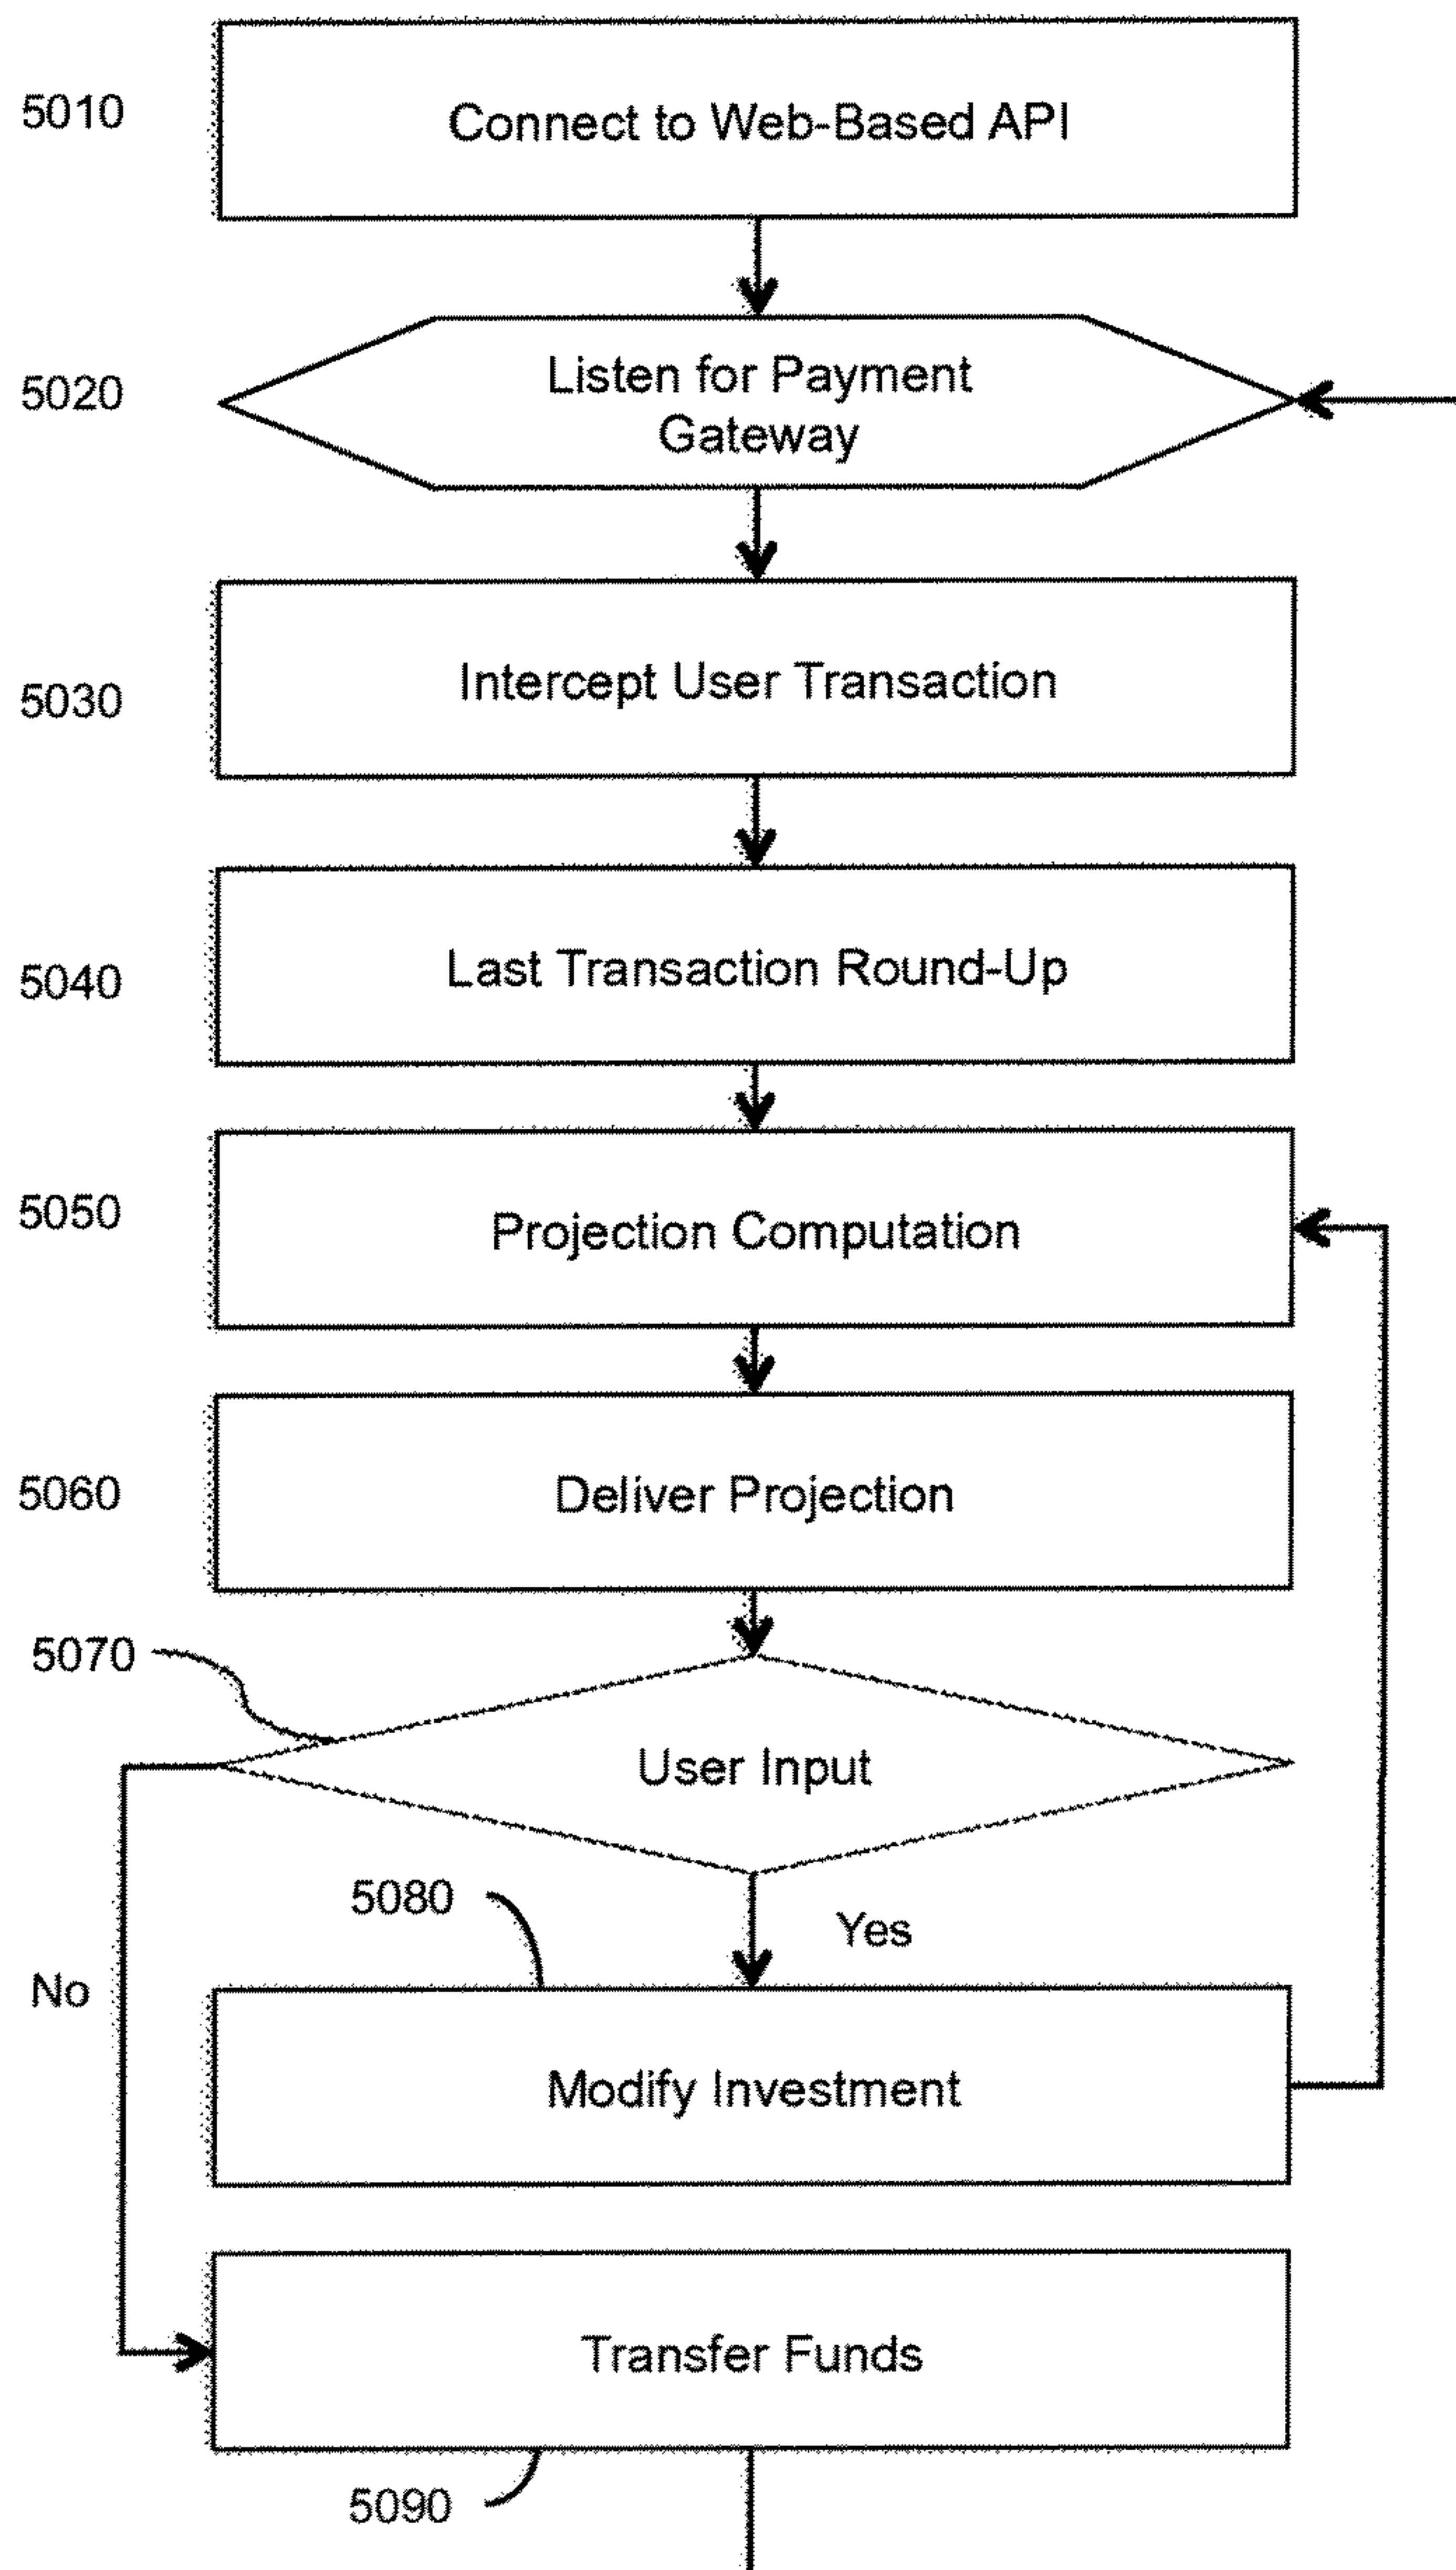 5010
Connect to Web-Based API
5020
Listen for Payment
Gateway
5030
Intercept User Transaction
5040
Last Transaction Round-Up
5050
Projection Computation
5060
Deliver Projection
5070
User Input
5080
Yes
No
Modify Investment
Transfer Funds
5090